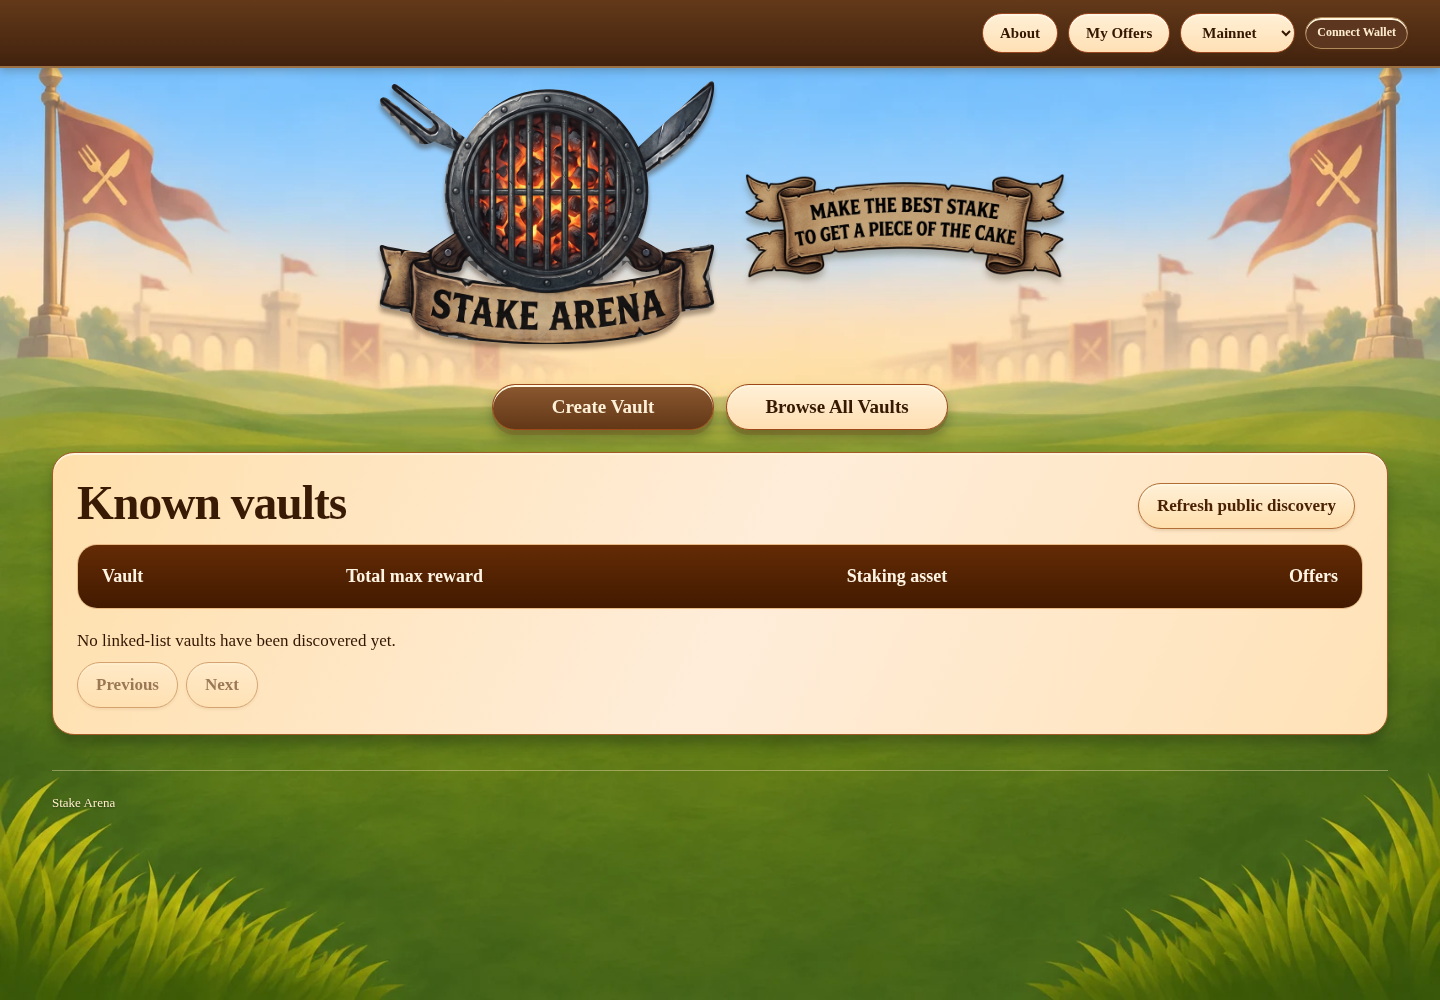 About
My Offers
Mainnet
Connect Wallet
STAKE ARENA
MAKE THE BEST STAKE
TO GET A PIECE OF THE CAKE
Create Vault
Browse All Vaults
Known vaults
Refresh public discovery
Vault
Total max reward
Staking asset
Offers
No linked-list vaults have been discovered yet.
Previous
Next
Stake Arena